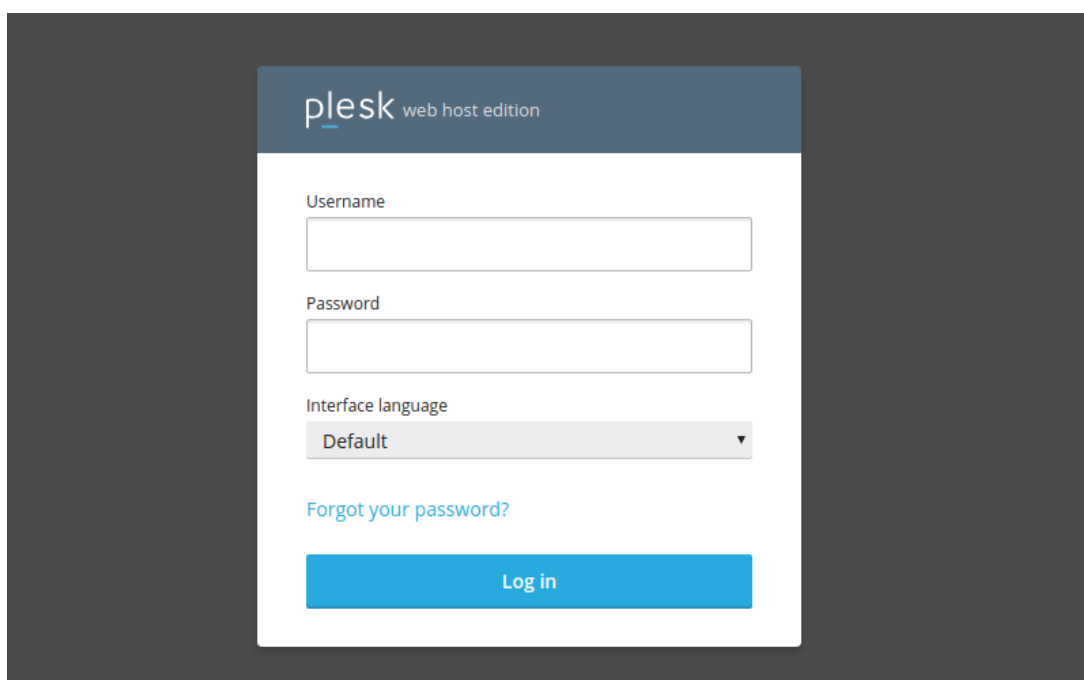 plesk web host edition
Username
Password
Interface language
Default
Forgot your password?
Log in